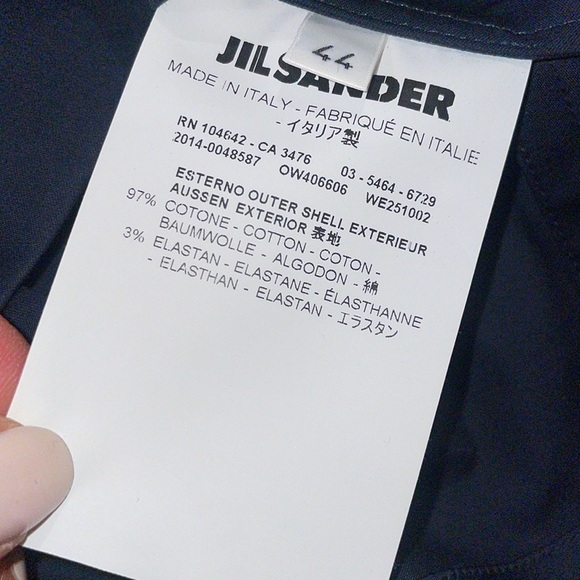 44
JIL SANDER
MADE IN ITALY - FABRIQUÉ EN ITALIE
- イタリア製
RN 104642 - CA 3476 03 - 5464 - 6729
2014-0048587 OW406606 WE251002
ESTERNO OUTER SHELL EXTERIEUR
AUSSEN EXTERIOR 表地
97% COTONE - COTTON - COTON -
BAUMWOLLE - ALGODON - 綿
3% ELASTAN - ELASTANE - ÉLASTHANNE
- ELASTHAN - ELASTAN - エラスタン